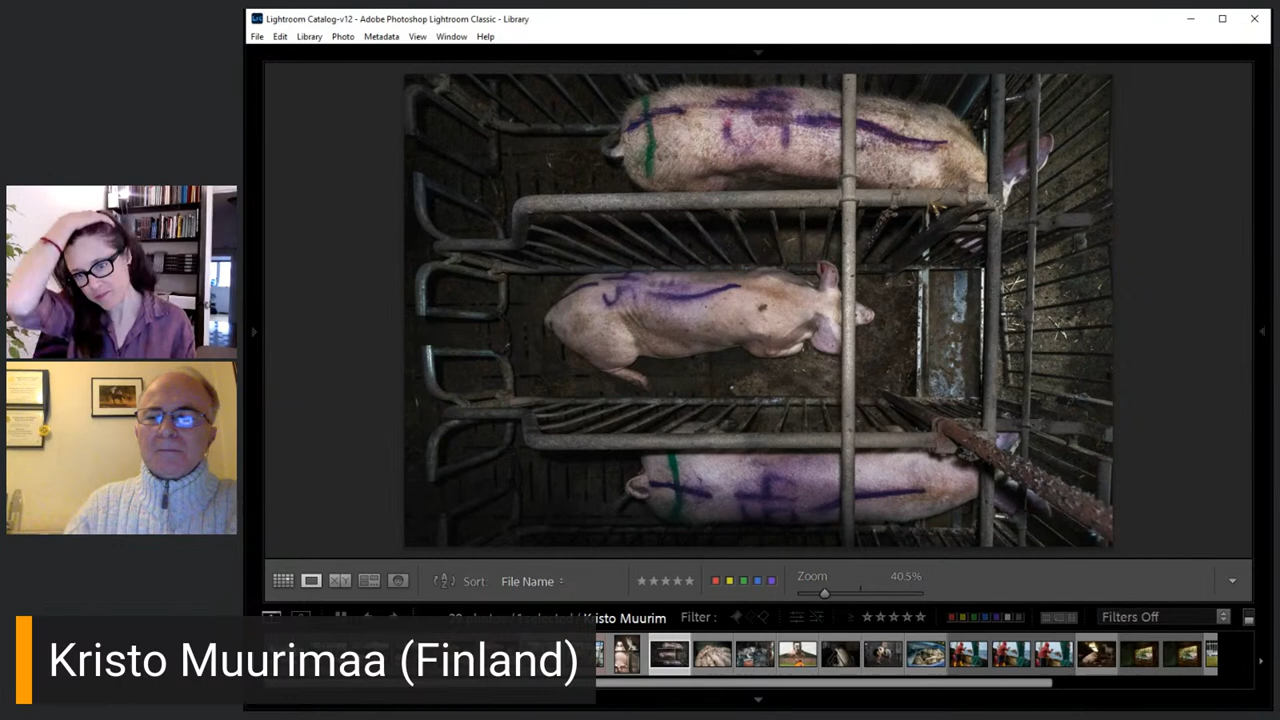 Lightroom Catalog-v12 - Adobe Photoshop Lightroom Classic - Library
File Edit Library Photo Metadata View Window Help
Sort: File Name
Zoom 40.5%
Kristo Muurim
Filter :
Filters Off
Kristo Muurimaa (Finland)